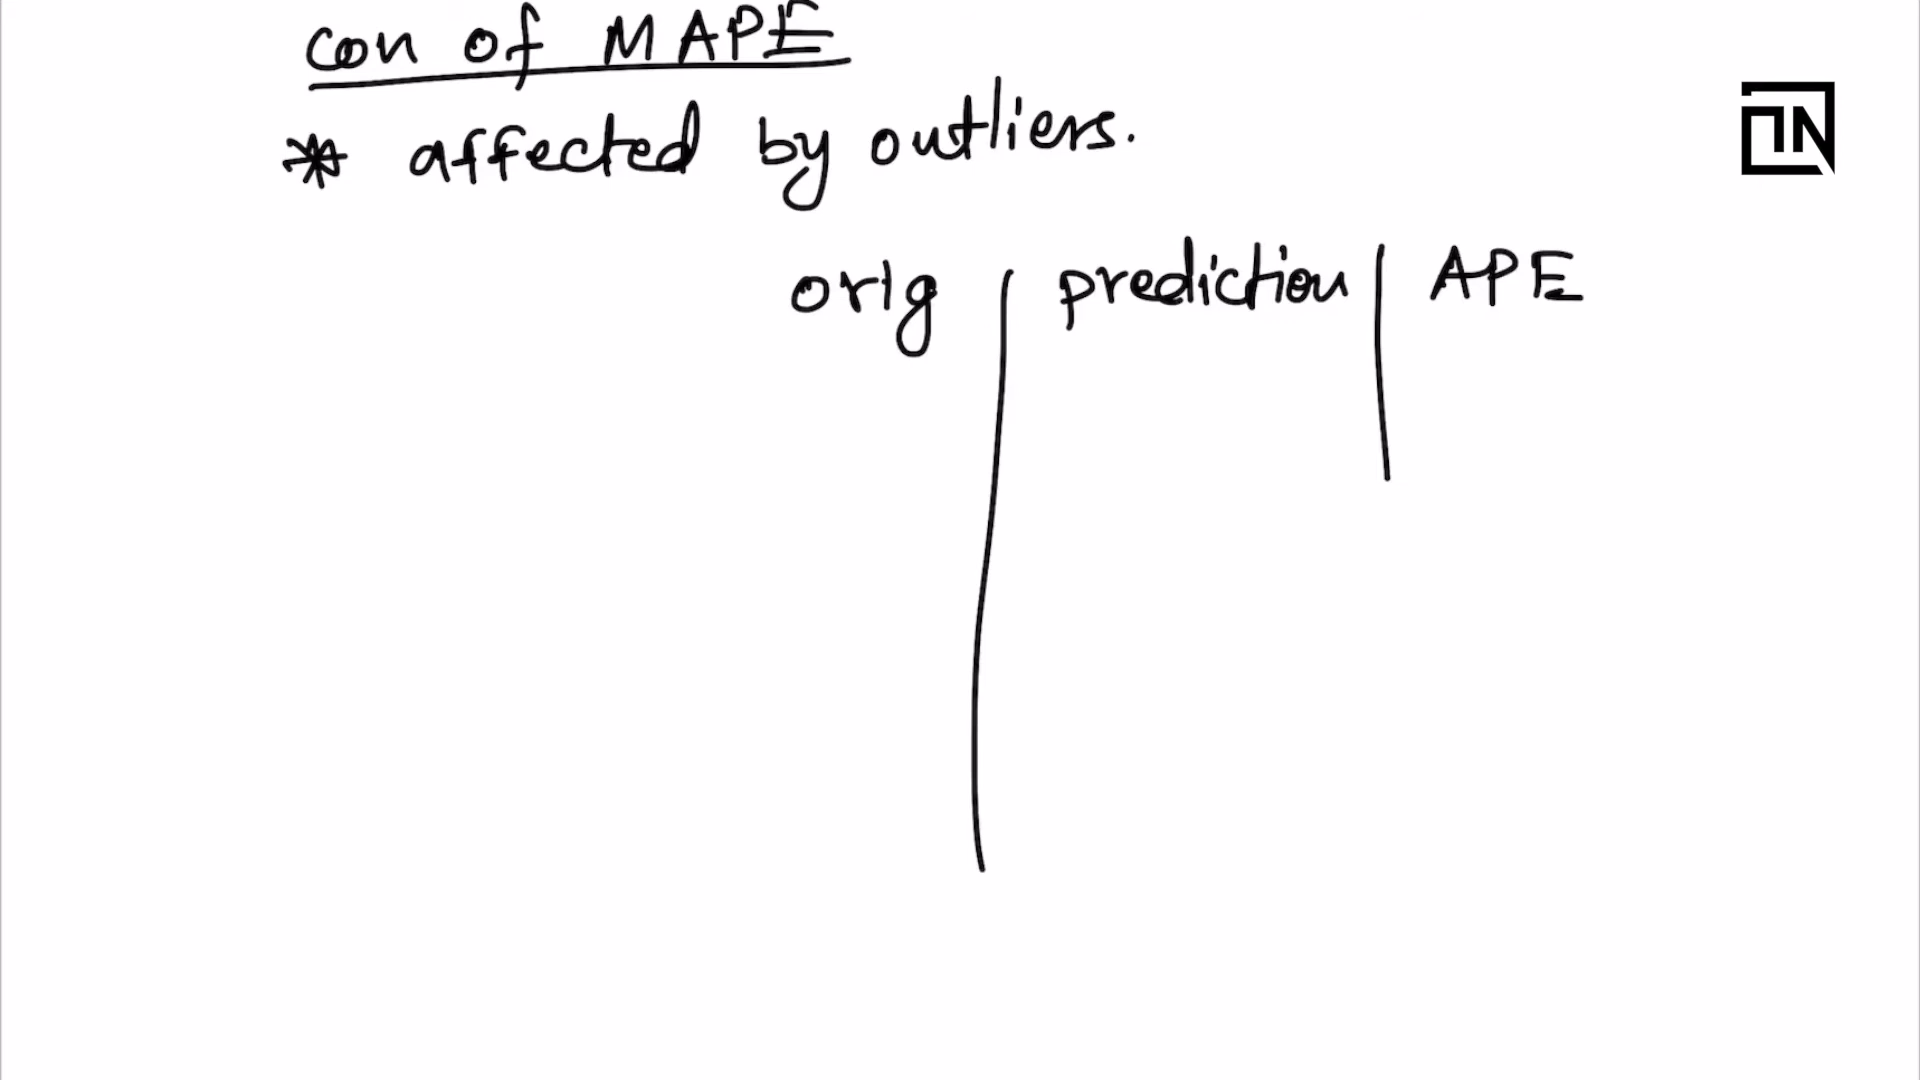 con of MAPE
* affected by outliers.
orig | prediction | APE